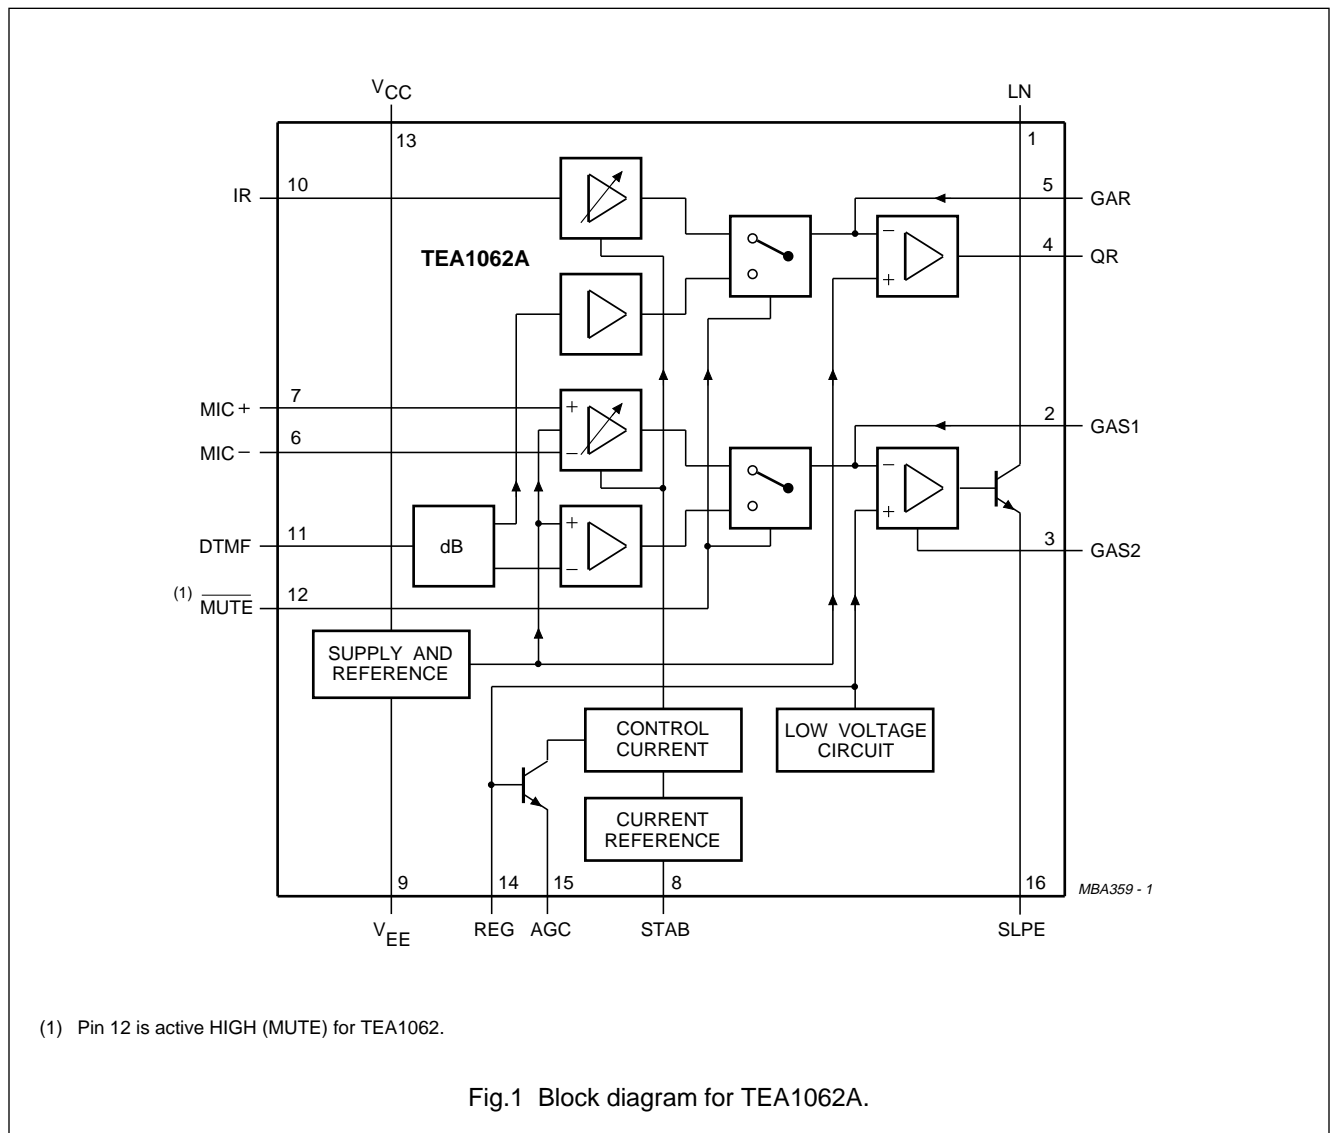 VCC
LN
13
1
IR
10
5
GAR
TEA1062A
−
4
QR
+
MIC+
7
+
2
GAS1
MIC−
6
−
−
DTMF
11
dB
+
+
3
GAS2
−
(1) MUTE
12
SUPPLY AND
REFERENCE
CONTROL
CURRENT
LOW VOLTAGE
CIRCUIT
CURRENT
REFERENCE
9
14
15
8
16
MBA359 - 1
VEE
REG
AGC
STAB
SLPE
(1) Pin 12 is active HIGH (MUTE) for TEA1062.
Fig.1 Block diagram for TEA1062A.